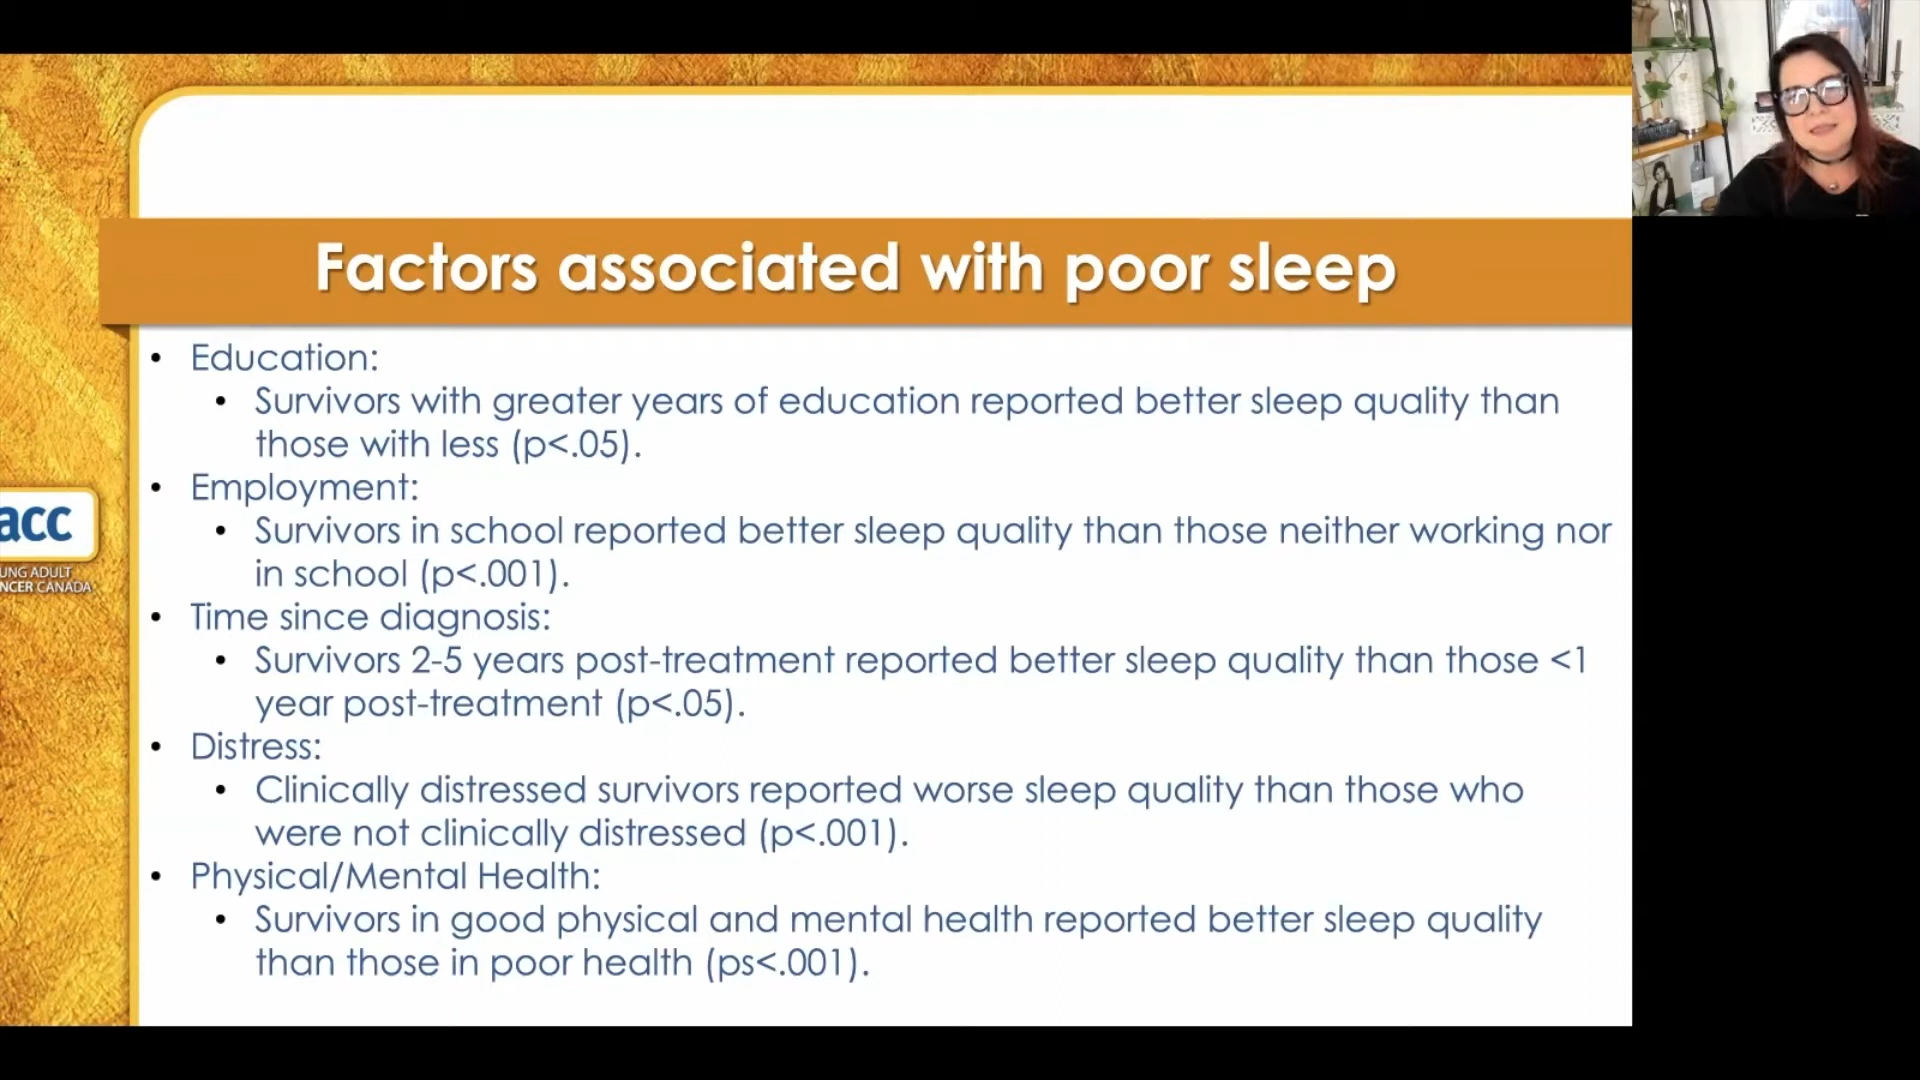 Factors associated with poor sleep
• Education:
• Survivors with greater years of education reported better sleep quality than
those with less (p<.05).
• Employment:
• Survivors in school reported better sleep quality than those neither working nor
in school (p<.001).
• Time since diagnosis:
• Survivors 2-5 years post-treatment reported better sleep quality than those <1
year post-treatment (p<.05).
• Distress:
• Clinically distressed survivors reported worse sleep quality than those who
were not clinically distressed (p<.001).
• Physical/Mental Health:
• Survivors in good physical and mental health reported better sleep quality
than those in poor health (ps<.001).
acc
UNG ADULT
NCER CANADA